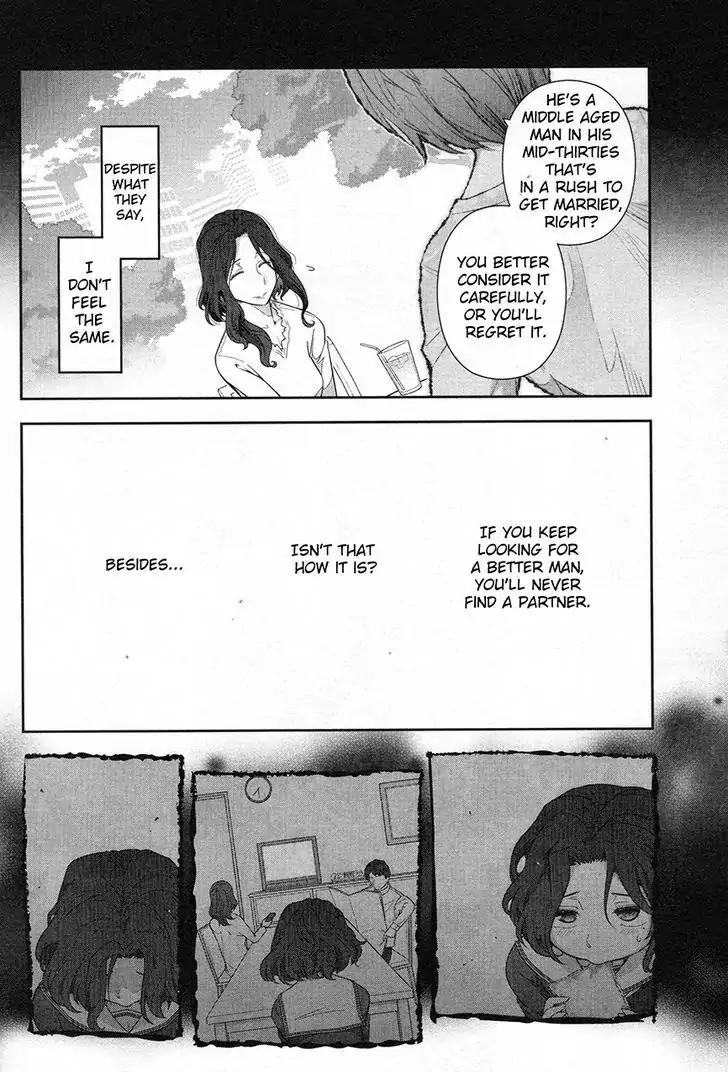 HE'S A
MIDDLE AGED
MAN IN HIS
MID-THIRTIES
THAT'S
IN A RUSH TO
GET MARRIED,
RIGHT?
YOU BETTER
CONSIDER IT
CAREFULLY,
OR YOU'LL
REGRET IT.
DESPITE
WHAT
THEY
SAY,
I
DON'T
FEEL
THE
SAME.
IF YOU KEEP
LOOKING FOR
A BETTER MAN,
YOU'LL NEVER
FIND A PARTNER.
ISN'T THAT
HOW IT IS?
BESIDES...